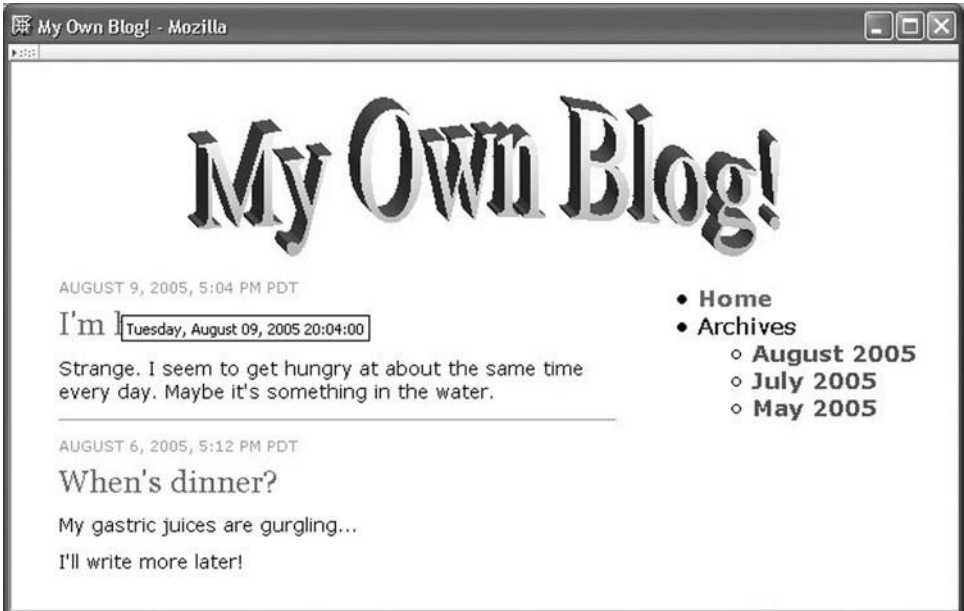 My Own Blog! - Mozilla
My Own Blog!
AUGUST 9, 2005, 5:04 PM PDT
I'm
Tuesday, August 09, 2005 20:04:00
Strange. I seem to get hungry at about the same time
every day. Maybe it's something in the water.
AUGUST 6, 2005, 5:12 PM PDT
When's dinner?
My gastric juices are gurgling...
I'll write more later!
Home
Archives
August 2005
July 2005
May 2005